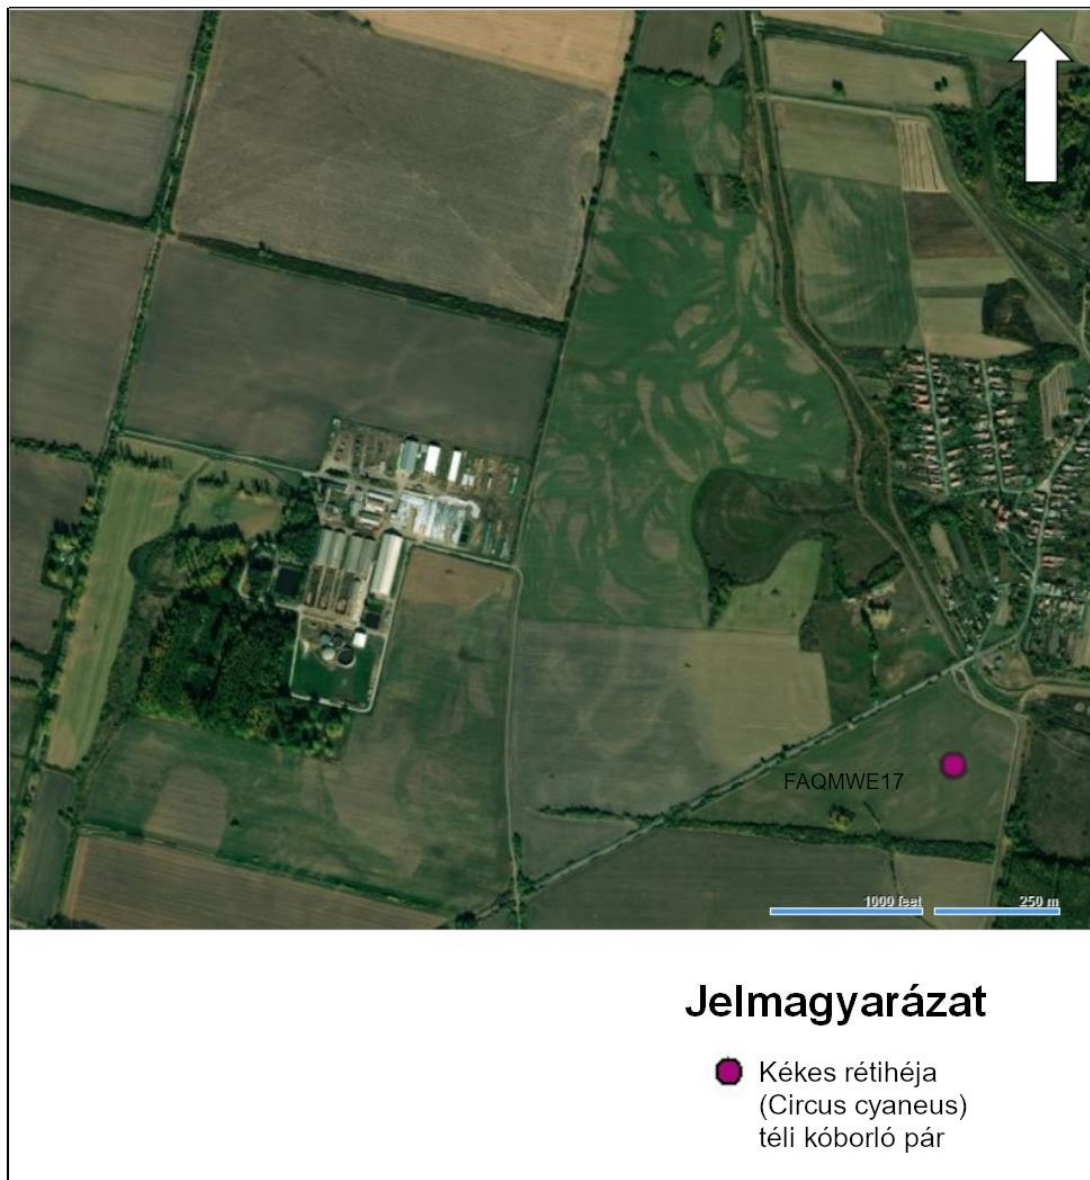 FAQMWE17
1000 feet
250 m
Jelmagyarázat
Kékes rétihéja
(Circus cyaneus)
téli kóborló pár